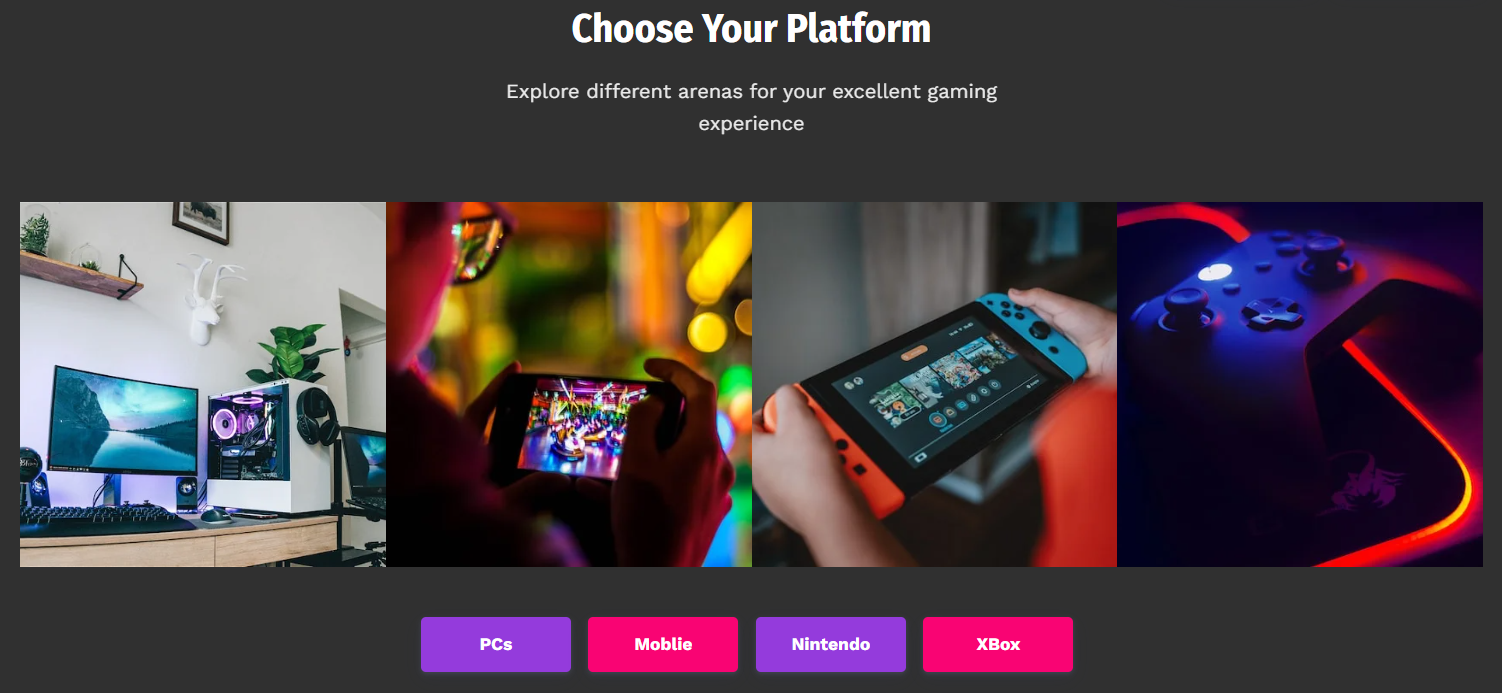 Choose Your Platform
Explore different arenas for your excellent gaming
experience
PCs
Moblie
Nintendo
XBox